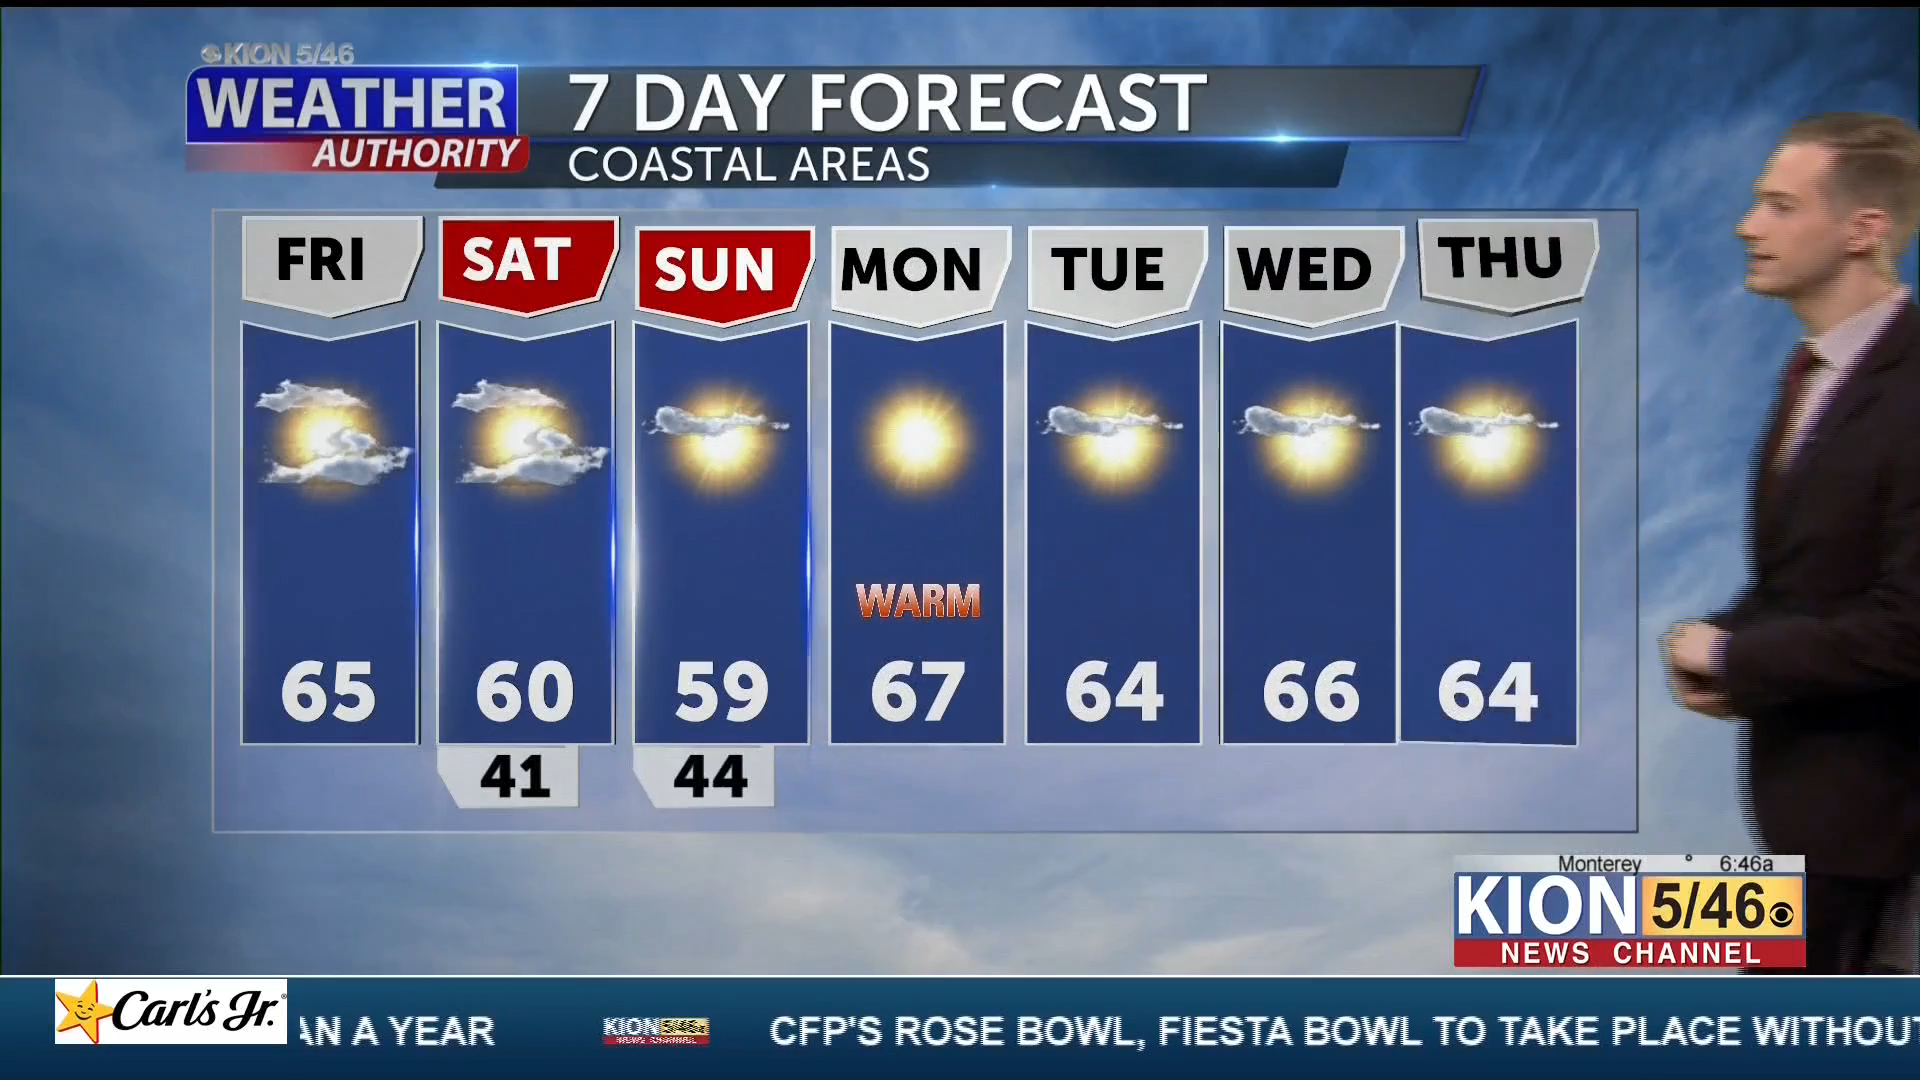 KION 5/46
WEATHER
AUTHORITY
7 DAY FORECAST
COASTAL AREAS
FRI SAT SUN MON TUE WED THU
WARM
65 60 59 67 64 66 64
41 44
Monterey ° 6:46a
KION 5/46
NEWS CHANNEL
Carl's Jr.®
AN A YEAR KION 5/46 CFP'S ROSE BOWL, FIESTA BOWL TO TAKE PLACE WITHOUT
NEWS CHANNEL